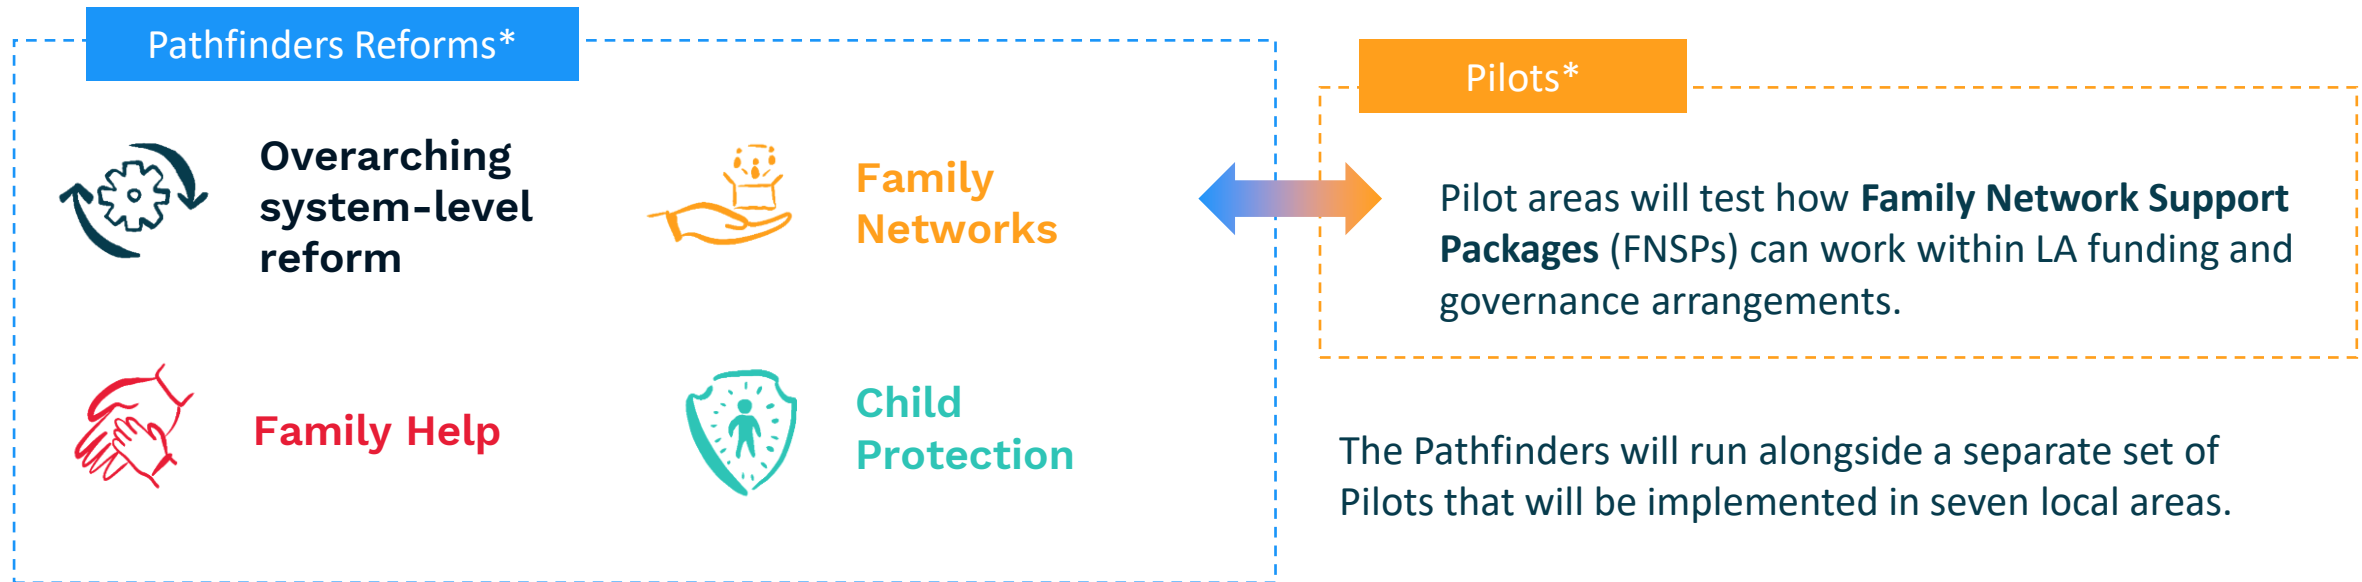 Pathfinders Reforms*
Overarching
system-level
reform
Family
Networks
Family Help
Child
Protection
Pilots*
Pilot areas will test how Family Network Support
Packages (FNSPs) can work within LA funding and
governance arrangements.
The Pathfinders will run alongside a separate set of
Pilots that will be implemented in seven local areas.